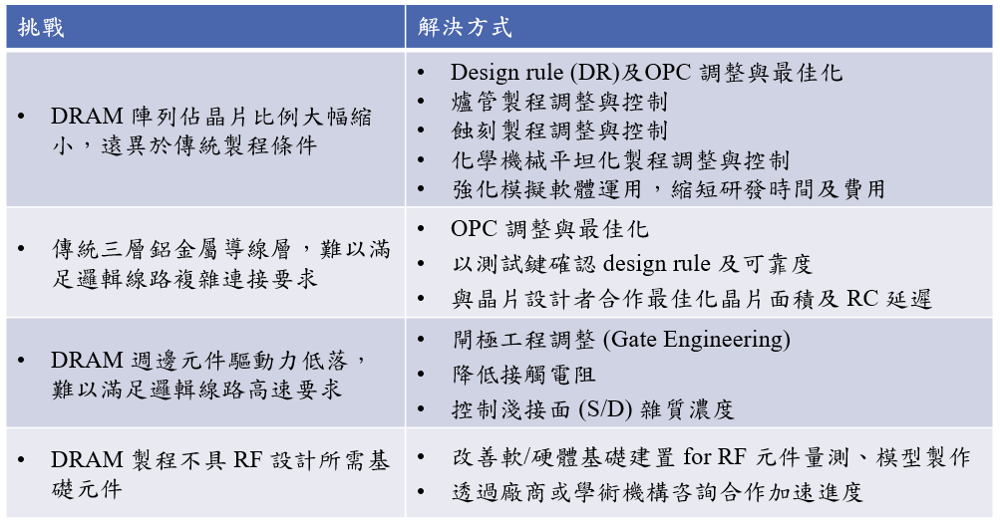 挑戰
解決方式
• DRAM 陣列佔晶片比例大幅縮
小，遠異於傳統製程條件
• Design rule (DR)及OPC 調整與最佳化
• 爐管製程調整與控制
• 蝕刻製程調整與控制
• 化學機械平坦化製程調整與控制
• 強化模擬軟體運用，縮短研發時間及費用
• 傳統三層鋁金屬導線層，難以滿
足邏輯線路複雜連接要求
• OPC 調整與最佳化
• 以測試鍵確認 design rule 及可靠度
• 與晶片設計者合作最佳化晶片面積及 RC 延遲
• DRAM 週邊元件驅動力低落，
難以滿足邏輯線路高速要求
• 閘極工程調整 (Gate Engineering)
• 降低接觸電阻
• 控制淺接面 (S/D) 雜質濃度
• DRAM 製程不具 RF 設計所需基
礎元件
• 改善軟/硬體基礎建置 for RF 元件量測、模型製作
• 透過廠商或學術機構咨詢合作加速進度